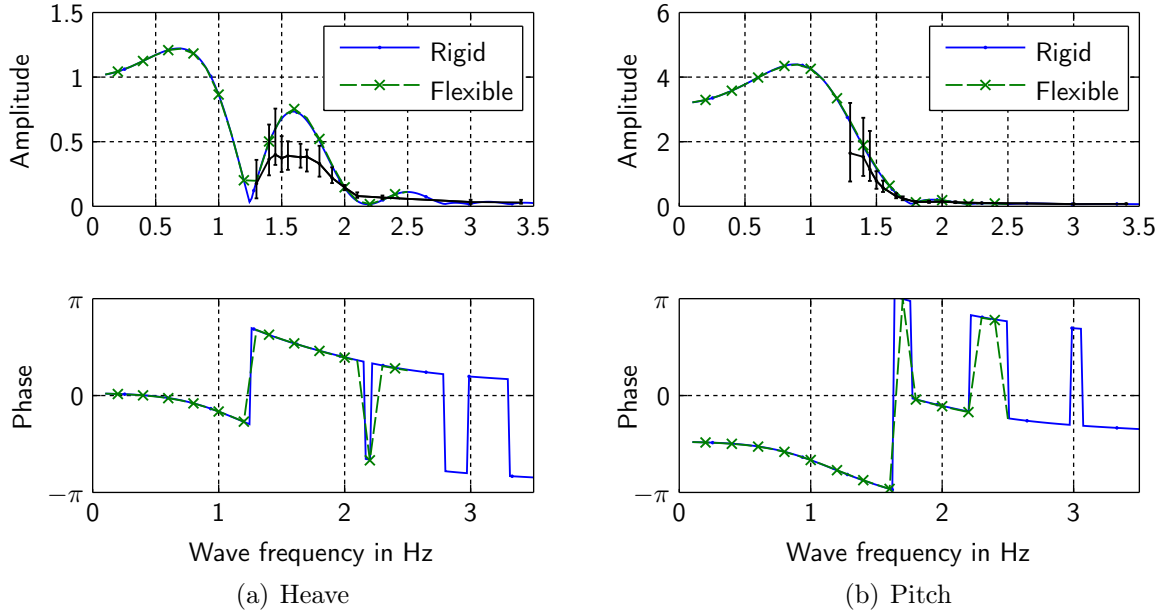 1.5
1
0.5
0
Amplitude
0 0.5 1 1.5 2 2.5 3 3.5
Rigid
Flexible
6
4
2
0
Amplitude
0 0.5 1 1.5 2 2.5 3 3.5
Rigid
Flexible
π
0
−π
Phase
0 1 2 3
Wave frequency in Hz
(a) Heave
π
0
−π
Phase
0 1 2 3
Wave frequency in Hz
(b) Pitch